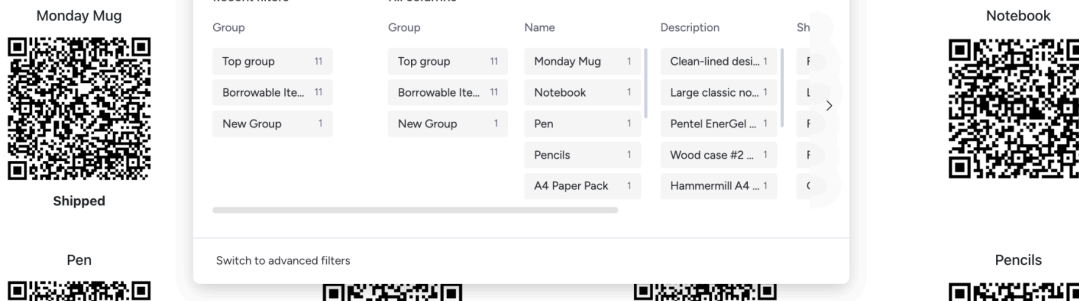 Monday Mug
Notebook
Group
Group
Name
Description
Sh
Top group 11
Top group 11
Monday Mug 1
Clean-lined desi... 1
Borrowable Ite... 11
Borrowable Ite... 11
Notebook 1
Large classic no... 1
New Group 1
New Group 1
Pen 1
Pentel EnerGel ... 1
Pencils 1
Wood case #2 ... 1
A4 Paper Pack 1
Hammermill A4 ... 1
Shipped
Pen
Switch to advanced filters
Pencils